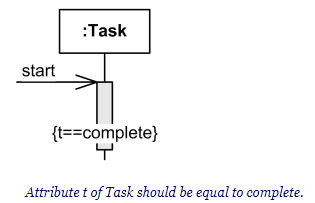 :Task
start
{t==complete}
Attribute t of Task should be equal to complete.